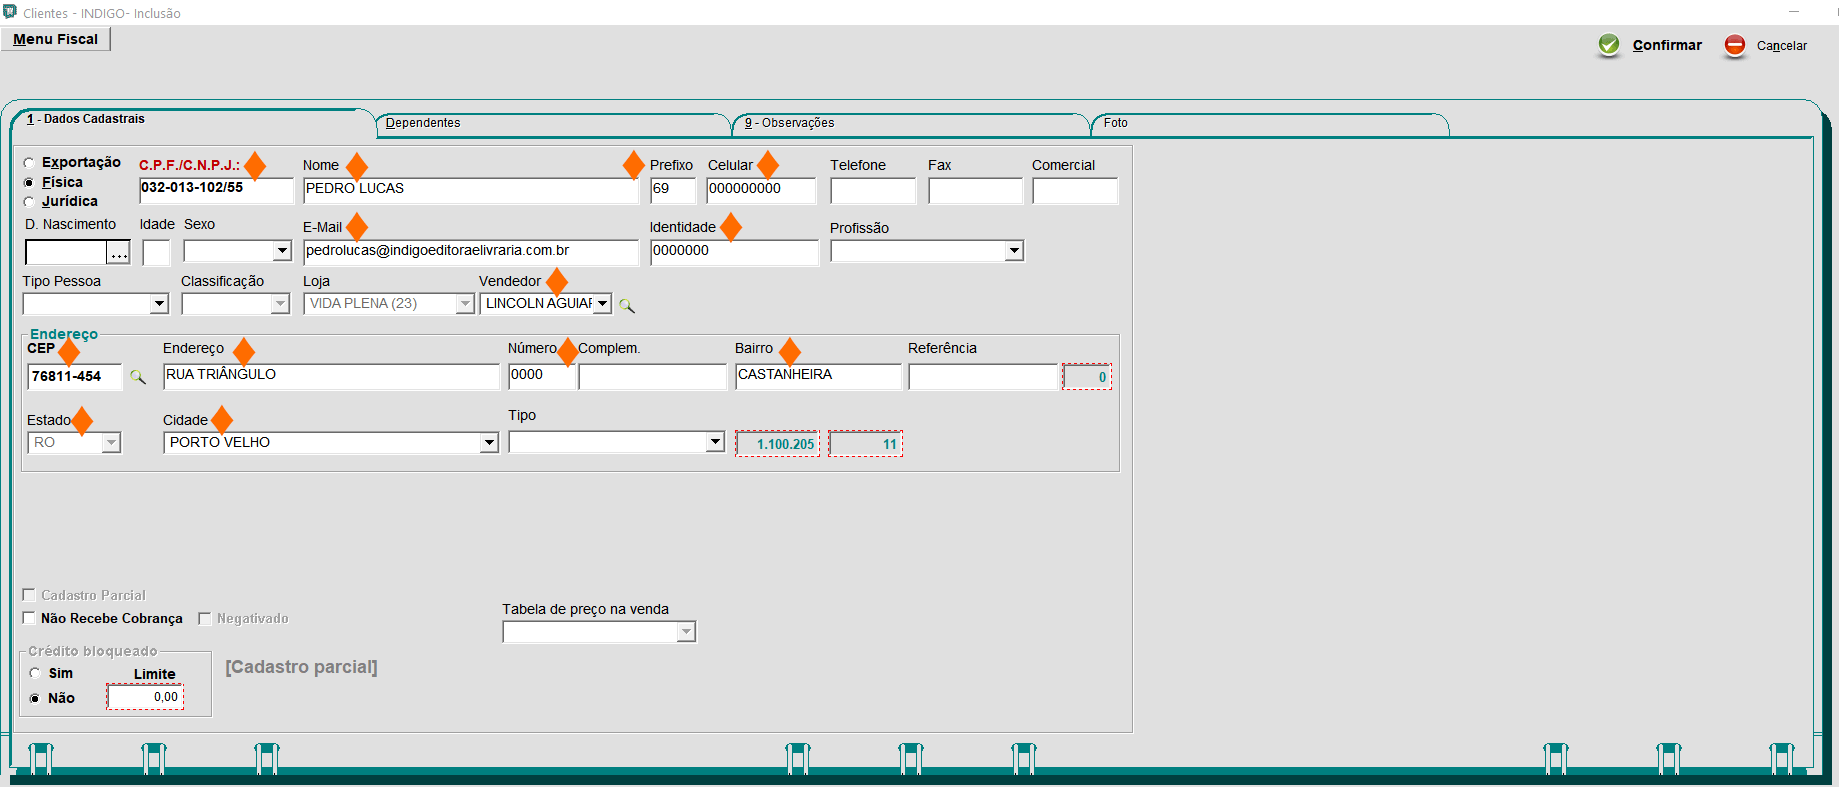 Clientes - INDIGO- Inclusão
Menu Fiscal
Confirmar
Cancelar
1 - Dados Cadastrais
Dependentes
9 - Observações
Foto
Exportação
Física
Jurídica
C.P.F./C.N.P.J.:
Nome
Prefixo
Celular
Telefone
Fax
Comercial
032-013-102/55
PEDRO LUCAS
69
000000000
D. Nascimento
Idade
Sexo
E-Mail
Identidade
Profissão
...
pedrolucas@indigoeditoraelivraria.com.br
0000000
Tipo Pessoa
Classificação
Loja
Vendedor
VIDA PLENA (23)
LINCOLN AGUIAR
Endereço
CEP
Endereço
Número
Complem.
Bairro
Referência
76811-454
RUA TRIÂNGULO
0000
CASTANHEIRA
0
Estado
Cidade
Tipo
RO
PORTO VELHO
1.100.205
11
Cadastro Parcial
Não Recebe Cobrança
Negativado
Tabela de preço na venda
Crédito bloqueado
Sim
Limite
Não
0,00
[Cadastro parcial]